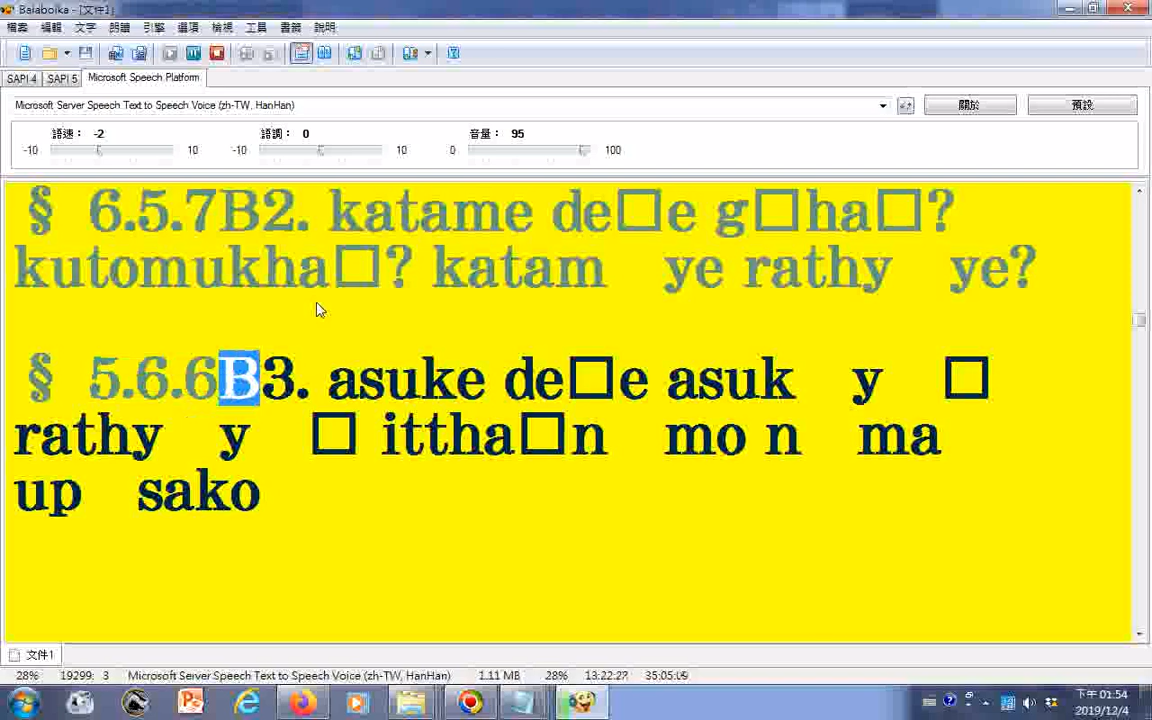 Balabolka - [文件1]
檔案 編輯 文字 朗讀 引擎 選項 檢視 工具 書籤 說明
SAPI 4 SAPI 5 Microsoft Speech Platform
Microsoft Server Speech Text to Speech Voice (zh-TW, HanHan) 關於 預設
語速： -2 語調： 0 音量： 95
-10 10 -10 10 0 100
§ 6.5.7B2. katame de□e g□ha□?
kutomukha□? katam ye rathy ye?
§ 5.6.6B3. asuke de□e asuk y □
rathy y □ ittha□n mo n ma
up sako
文件1
28% 19299: 3 Microsoft Server Speech Text to Speech Voice (zh-TW, HanHan) 1.11 MB 28% 13:22:27 35:05:09
下午 01:54
2019/12/4